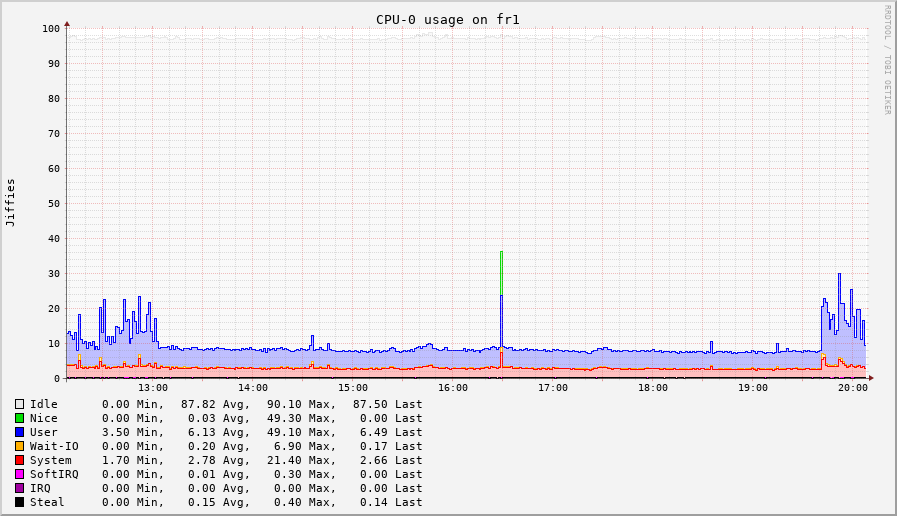 CPU-0 usage on fr1
RRDTOOL / TOBI OETIKER
Jiffies
100
90
80
70
60
50
40
30
20
10
0
13:00 14:00 15:00 16:00 17:00 18:00 19:00 20:00
Idle 0.00 Min, 87.82 Avg, 90.10 Max, 87.50 Last
Nice 0.00 Min, 0.03 Avg, 49.30 Max, 0.00 Last
User 3.50 Min, 6.13 Avg, 49.10 Max, 6.49 Last
Wait-IO 0.00 Min, 0.20 Avg, 6.90 Max, 0.17 Last
System 1.70 Min, 2.78 Avg, 21.40 Max, 2.66 Last
SoftIRQ 0.00 Min, 0.01 Avg, 0.30 Max, 0.00 Last
IRQ 0.00 Min, 0.00 Avg, 0.00 Max, 0.00 Last
Steal 0.00 Min, 0.15 Avg, 0.40 Max, 0.14 Last